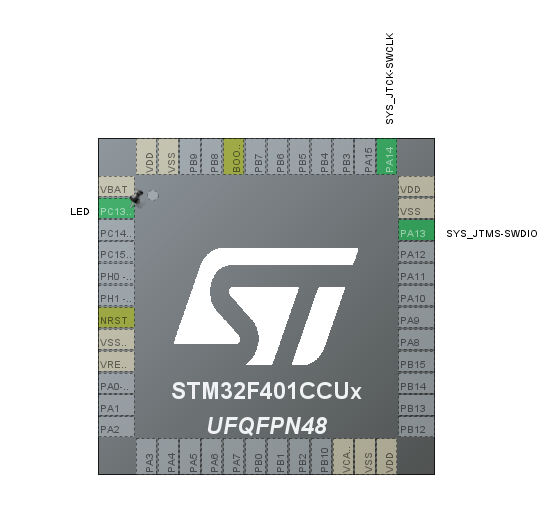 SYS_JTCK-SWCLK
VDD
VSS
PB9
PB8
BOO..
PB7
PB6
PB5
PB4
PB3
PA15
PA14
VBAT
LED
PC13..
PC14..
PC15..
PH0 -..
PH1 -..
NRST
VSS..
VRE..
PA0-..
PA1
PA2
VDD
VSS
PA13
SYS_JTMS-SWDIO
PA12
PA11
PA10
PA9
PA8
PB15
PB14
PB13
PB12
ST
STM32F401CCUx
UFQFPN48
PA3
PA4
PA5
PA6
PA7
PB0
PB1
PB2
PB10
VCA..
VSS
VDD